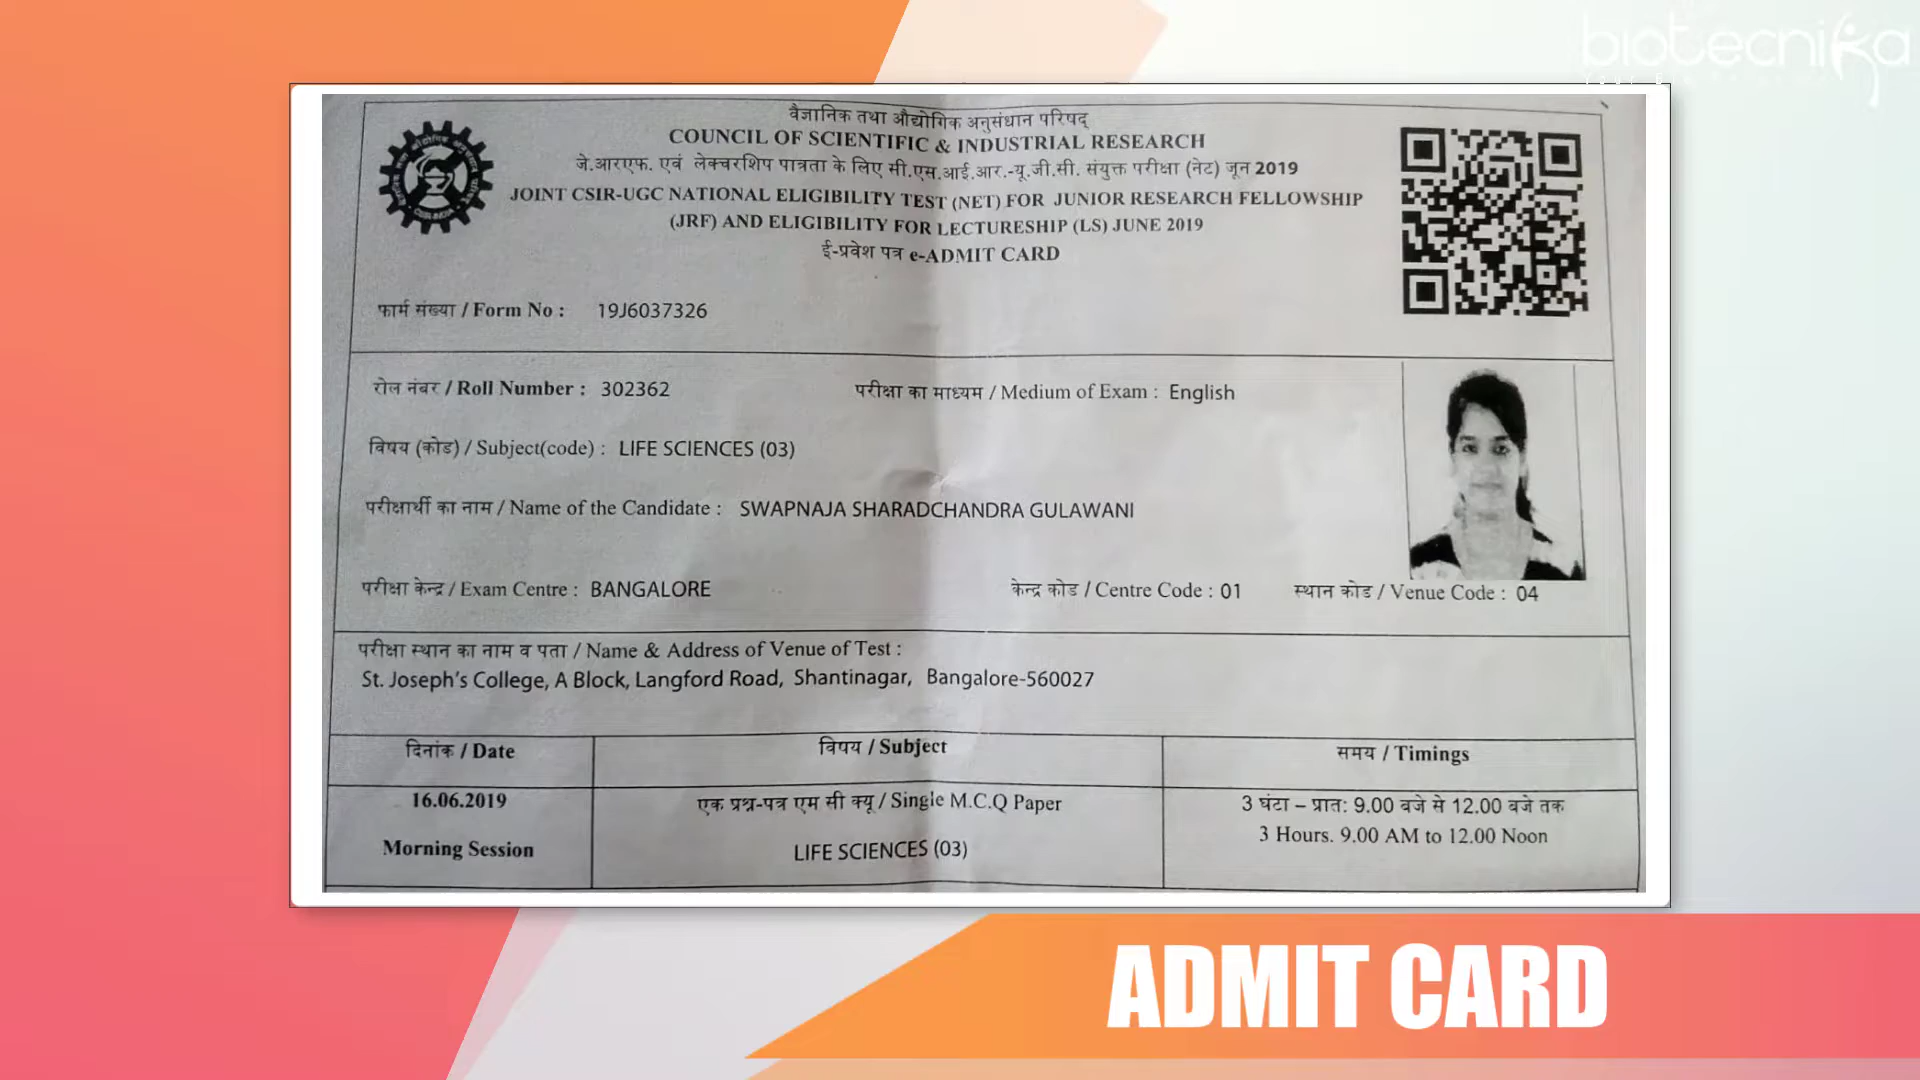 biotecnika
वैज्ञानिक तथा औद्योगिक अनुसंधान परिषद्
COUNCIL OF SCIENTIFIC & INDUSTRIAL RESEARCH
जे.आरएफ. एवं लेक्चरशिप पात्रता के लिए सी.एस.आई.आर.-यू.जी.सी. संयुक्त परीक्षा (नेट) जून 2019
JOINT CSIR-UGC NATIONAL ELIGIBILITY TEST (NET) FOR JUNIOR RESEARCH FELLOWSHIP
(JRF) AND ELIGIBILITY FOR LECTURESHIP (LS) JUNE 2019
ई-प्रवेश पत्र e-ADMIT CARD
फार्म संख्या / Form No : 19J6037326
रोल नंबर / Roll Number : 302362 परीक्षा का माध्यम / Medium of Exam : English
विषय (कोड) / Subject(code) : LIFE SCIENCES (03)
परीक्षार्थी का नाम / Name of the Candidate : SWAPNAJA SHARADCHANDRA GULAWANI
परीक्षा केन्द्र / Exam Centre : BANGALORE केन्द्र कोड / Centre Code : 01 स्थान कोड / Venue Code : 04
परीक्षा स्थान का नाम व पता / Name & Address of Venue of Test :
St. Joseph's College, A Block, Langford Road, Shantinagar, Bangalore-560027
दिनांक / Date विषय / Subject समय / Timings
16.06.2019 एक प्रश्न-पत्र एम सी क्यू / Single M.C.Q Paper 3 घंटा – प्रात: 9.00 बजे से 12.00 बजे तक
3 Hours. 9.00 AM to 12.00 Noon
Morning Session LIFE SCIENCES (03)
ADMIT CARD